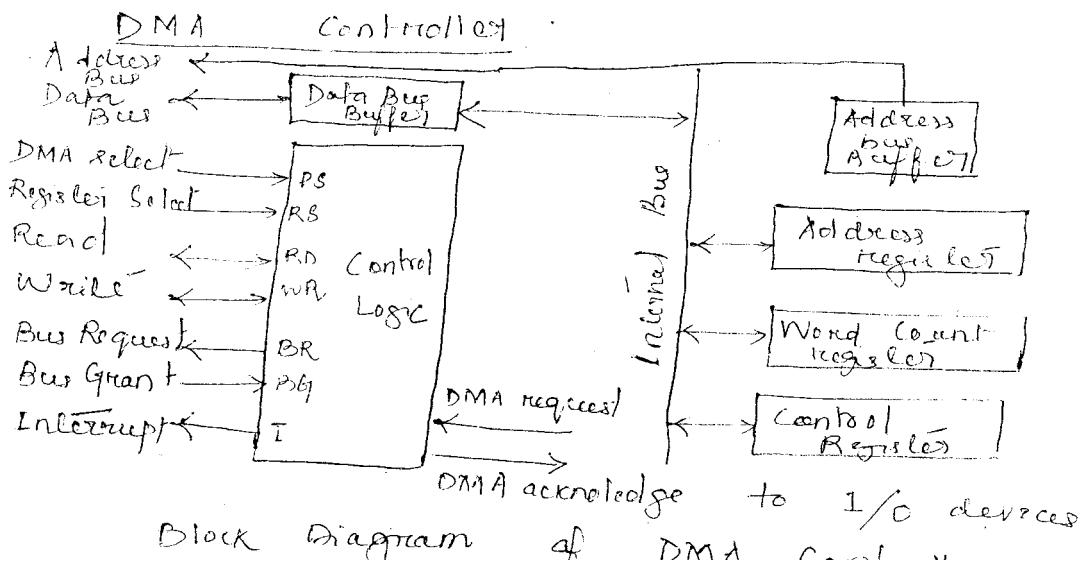 DMA Controller
Address Bus
Data Bus
Data Bus Buffer
Address Bus Buffer
DMA select
DS
Register Select
RS
Read
RD
Write
WR
Control Logic
Bus Request
BR
Bus Grant
BG
Interrupt
I
DMA request
DMA acknoledge to I/O devices
Internal Bus
Address register
Word Count register
Control Register
Block Diagram of DMA